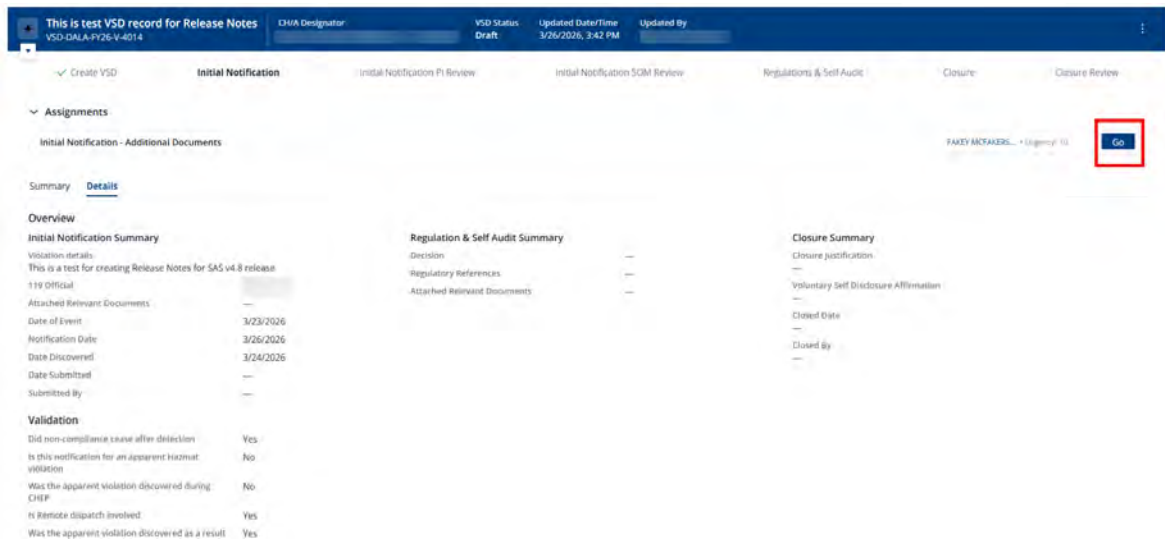 This is test VSD record for Release Notes
VSD-DALA-FY26-V-4014
CH/A Designator
VSD Status
Draft
Updated Date/Time
3/26/2026, 3:42 PM
Updated By
Create VSD
Initial Notification
Initial Notification PI Review
Initial Notification SOM Review
Regulations & Self Audit
Closure
Closure Review
Assignments
Initial Notification - Additional Documents
FAKEY MCFAKERS... • Urgency 10
Go
Summary
Details
Overview
Initial Notification Summary
Violation details
This is a test for creating Release Notes for SAS v4.8 release
119 Official
Attached Relevant Documents
---
Date of Event
3/23/2026
Notification Date
3/26/2026
Date Discovered
3/24/2026
Date Submitted
---
Submitted By
---
Regulation & Self Audit Summary
Decision
---
Regulatory References
---
Attached Relevant Documents
---
Closure Summary
Closure Justification
---
Voluntary Self Disclosure Affirmation
---
Closed Date
---
Closed By
---
Validation
Did non-compliance cease after detection
Yes
Is this notification for an apparent Hazmat
violation
No
Was the apparent violation discovered during
CHEP
No
Is Remote dispatch involved
Yes
Was the apparent violation discovered as a result
Yes